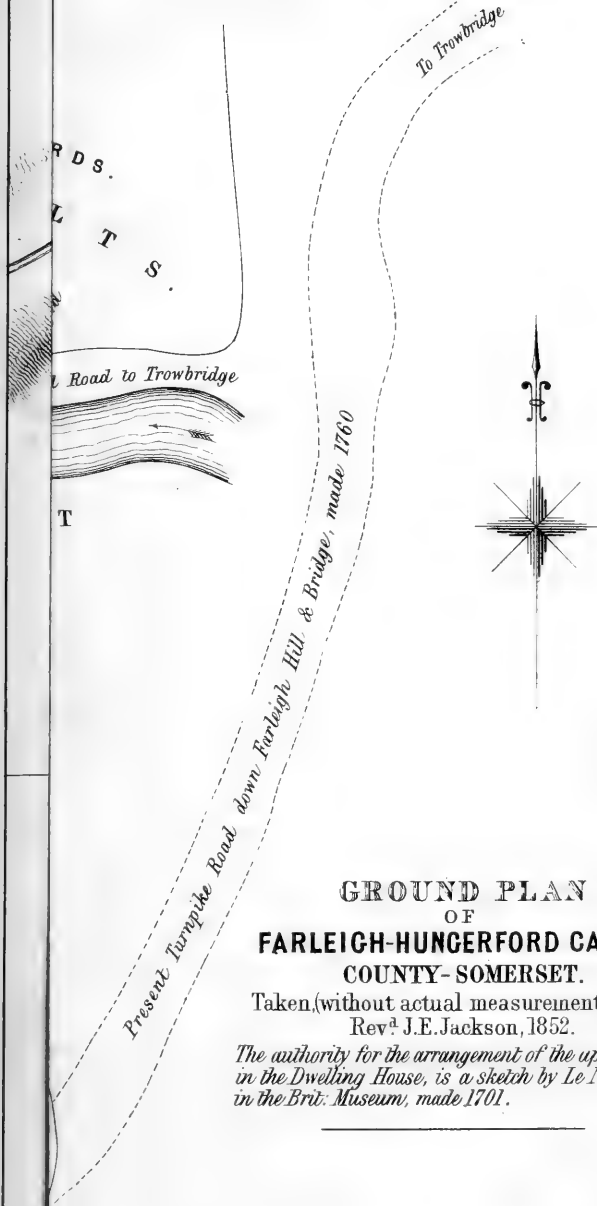 To Trowbridge
RDS.
LTS.
Road to Trowbridge
T
Present Turnpike Road down Farleigh Hill & Bridge, made 1760
GROUND PLAN
OF
FARLEIGH-HUNGERFORD CA
COUNTY-SOMERSET.
Taken,(without actual measurement
Revd J.E.Jackson, 1852.
The authority for the arrangement of the up
in the Dwelling House, is a sketch by Le
in the Brit: Museum, made 1701.